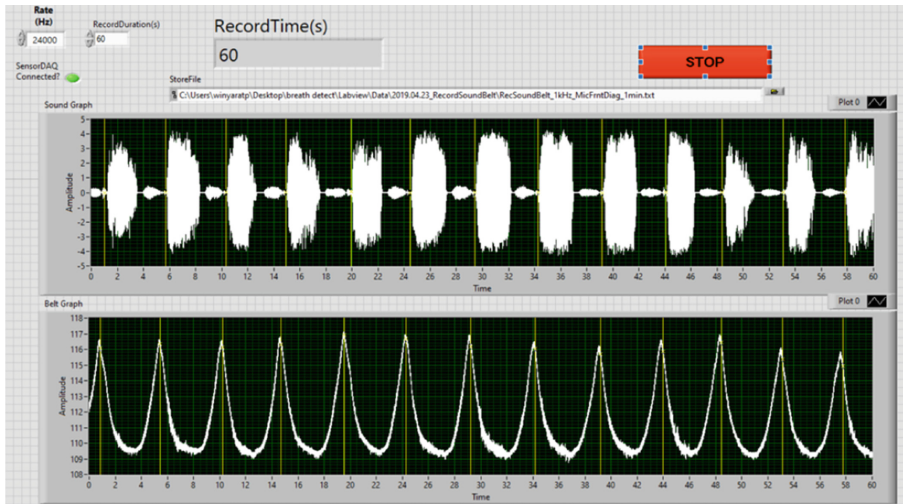 Rate
(Hz)
24000
RecordDuration(s)
60
RecordTime(s)
60
STOP
SensorDAQ
Connected?
StoreFile
C:\Users\winyaratp\Desktop\breath detect\Labview\Data\2019.04.23_RecordSoundBelt\RecSoundBelt_1kHz_MicFrntDiag_1min.txt
Sound Graph
Plot 0
Amplitude
5
4
3
2
1
0
-1
-2
-3
-4
-5
0 2 4 6 8 10 12 14 16 18 20 22 24 26 28 30 32 34 36 38 40 42 44 46 48 50 52 54 56 58 60
Time
Belt Graph
Plot 0
Amplitude
118
117
116
115
114
113
112
111
110
109
108
0 2 4 6 8 10 12 14 16 18 20 22 24 26 28 30 32 34 36 38 40 42 44 46 48 50 52 54 56 58 60
Time